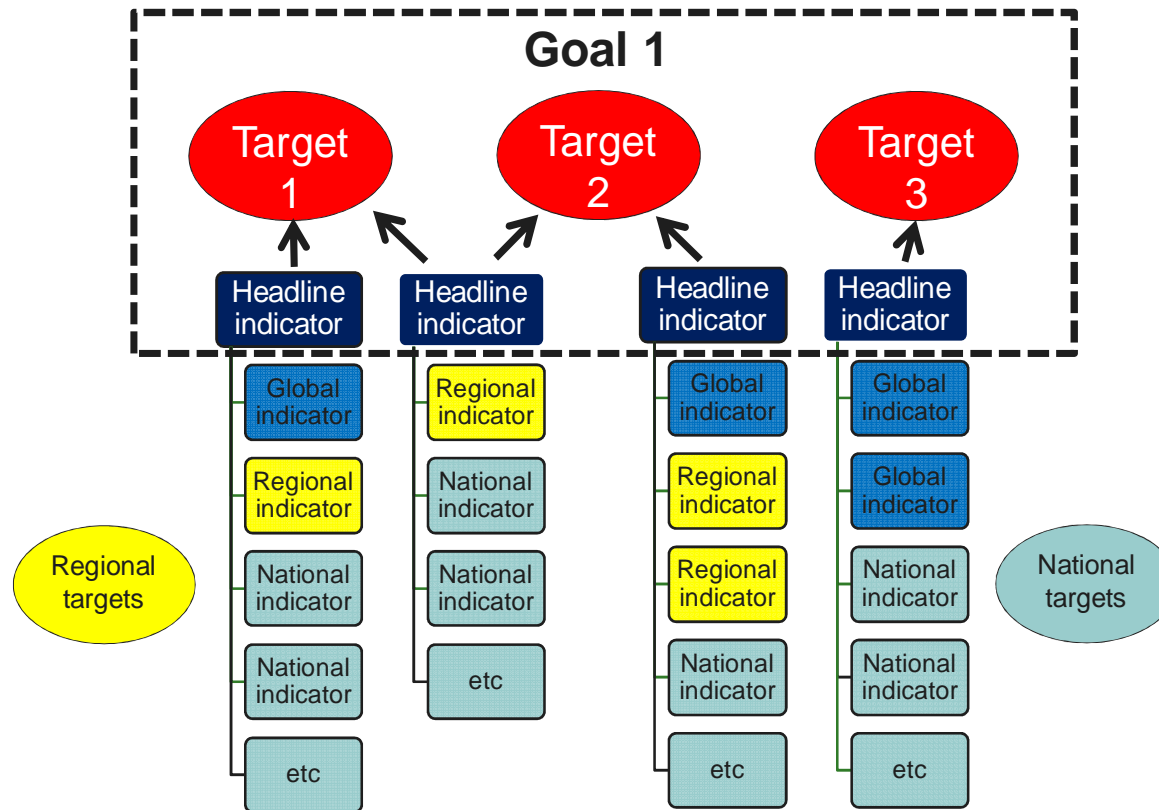 Goal 1
Target
1
Target
2
Target
3
Headline
indicator
Headline
indicator
Headline
indicator
Headline
indicator
Global
indicator
Regional
indicator
National
indicator
National
indicator
etc
Regional
indicator
National
indicator
National
indicator
etc
Global
indicator
Regional
indicator
Regional
indicator
National
indicator
etc
Global
indicator
Global
indicator
National
indicator
National
indicator
etc
Regional
targets
National
targets